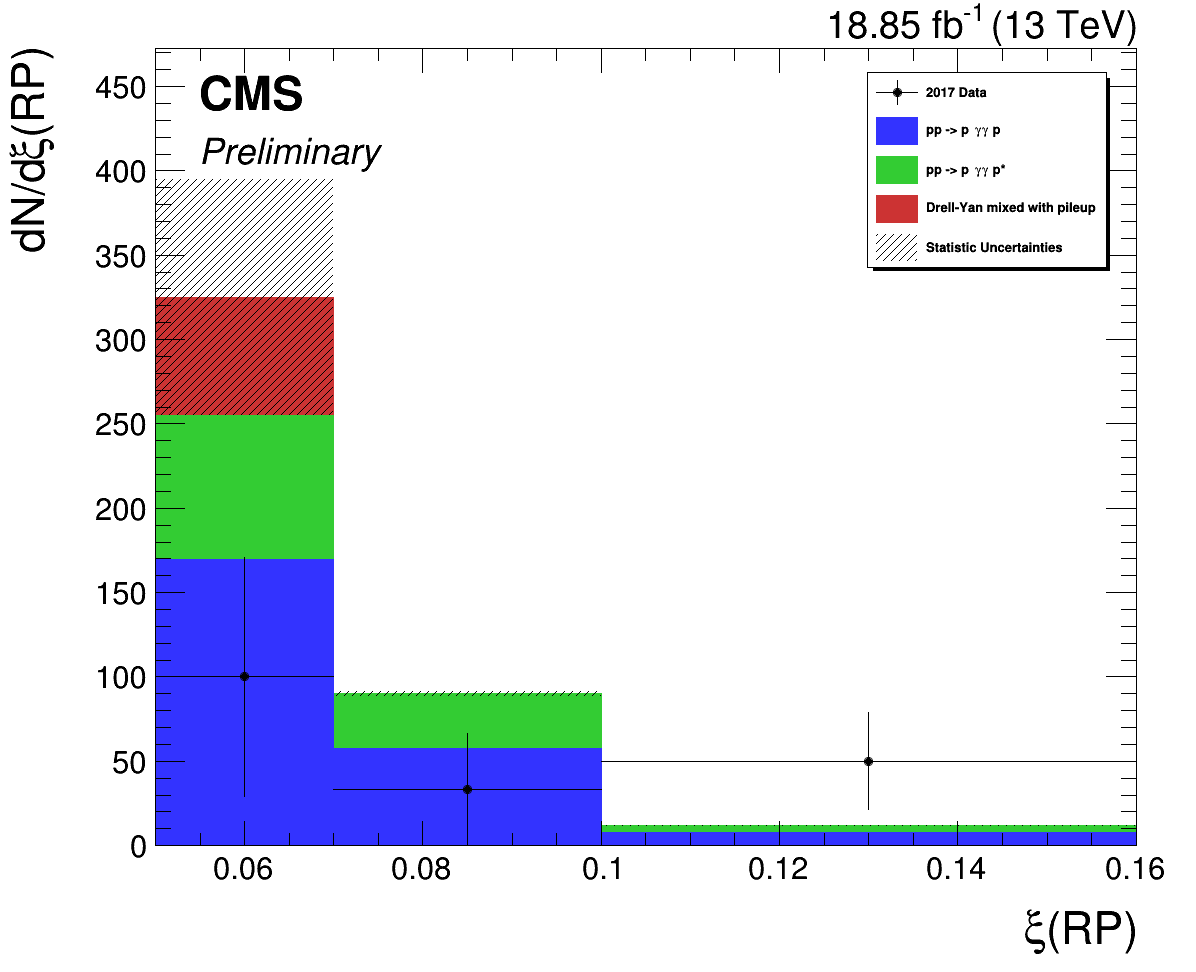 18.85 fb⁻¹ (13 TeV)
dN/dξ(RP)
CMS
Preliminary
2017 Data
pp -> p γγ p
pp -> p γγ p*
Drell-Yan mixed with pileup
Statistic Uncertainties
450
400
350
300
250
200
150
100
50
0
0.06 0.08 0.1 0.12 0.14 0.16
ξ(RP)